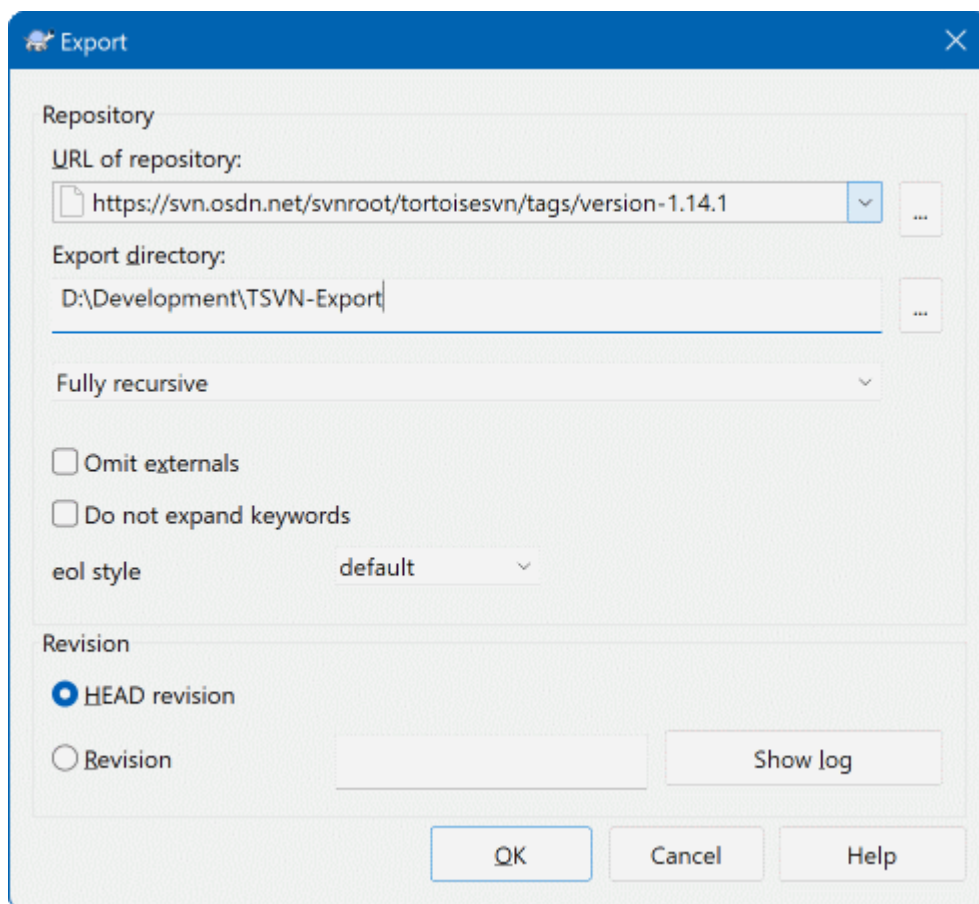 Export
Repository
URL of repository:
https://svn.osdn.net/svnroot/tortoisesvn/tags/version-1.14.1
...
Export directory:
D:\Development\TSVN-Export
...
Fully recursive
Omit externals
Do not expand keywords
eol style default
Revision
HEAD revision
Revision Show log
OK Cancel Help